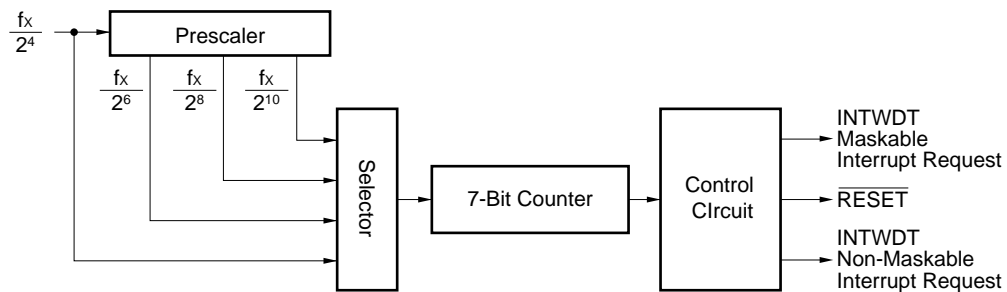 fX
2⁴
Prescaler
fX
2⁶
fX
2⁸
fX
2¹⁰
Selector
7-Bit Counter
Control
CIrcuit
INTWDT
Maskable
Interrupt Request
R̅E̅S̅E̅T̅
INTWDT
Non-Maskable
Interrupt Request